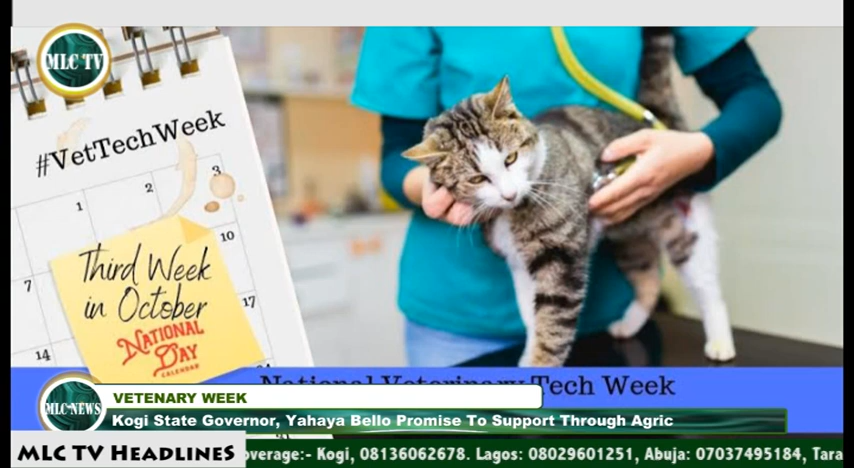 MLC TV
#VetTechWeek
1
2
3
7
10
14
17
Third Week
in October
NATIONAL
DAY
CALENDAR
National Veterinary Tech Week
MLC NEWS
VETENARY WEEK
Kogi State Governor, Yahaya Bello Promise To Support Through Agric
MLC TV HEADLINES
overage:- Kogi, 08136062678. Lagos: 08029601251, Abuja: 07037495184, Tara